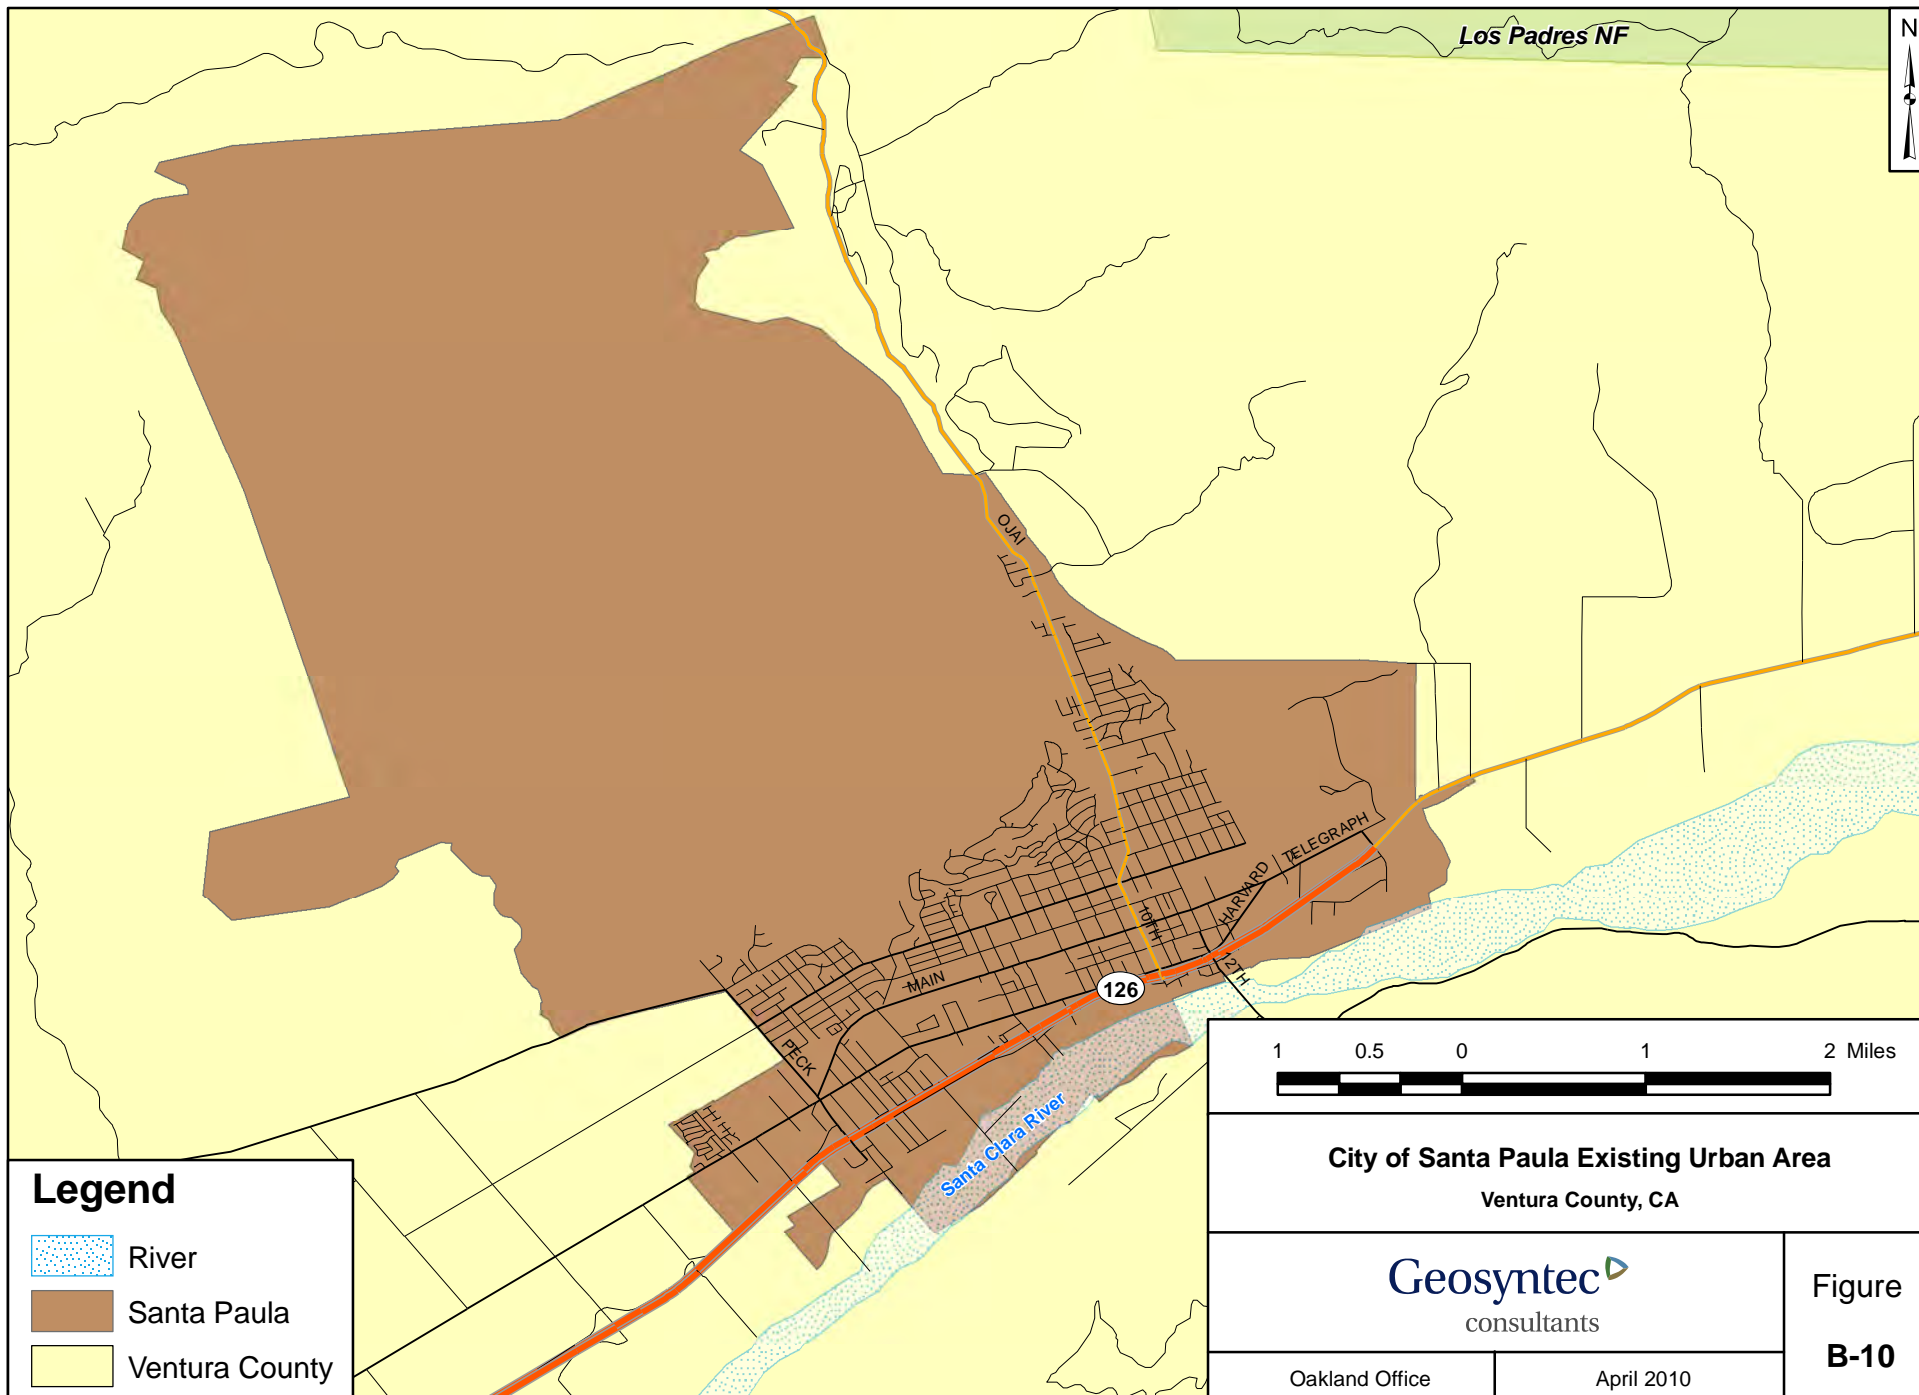 Los Padres NF
N
OJAI
TELEGRAPH
HARVARD
10TH
12TH
MAIN
126
PECK
Santa Clara River
Legend
River
Santa Paula
Ventura County
1 0.5 0 1 2 Miles
City of Santa Paula Existing Urban Area
Ventura County, CA
Geosyntec
consultants
Figure
B-10
Oakland Office
April 2010